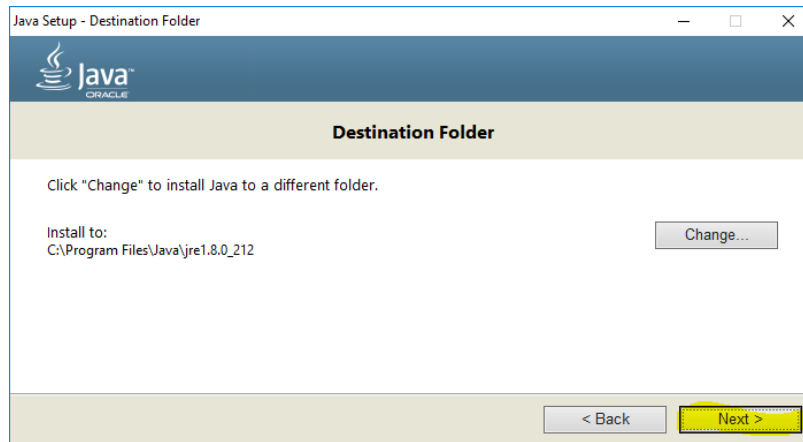 Java Setup - Destination Folder
Java™
ORACLE
Destination Folder
Click "Change" to install Java to a different folder.
Install to:
C:\Program Files\Java\jre1.8.0_212
Change...
< Back
Next >